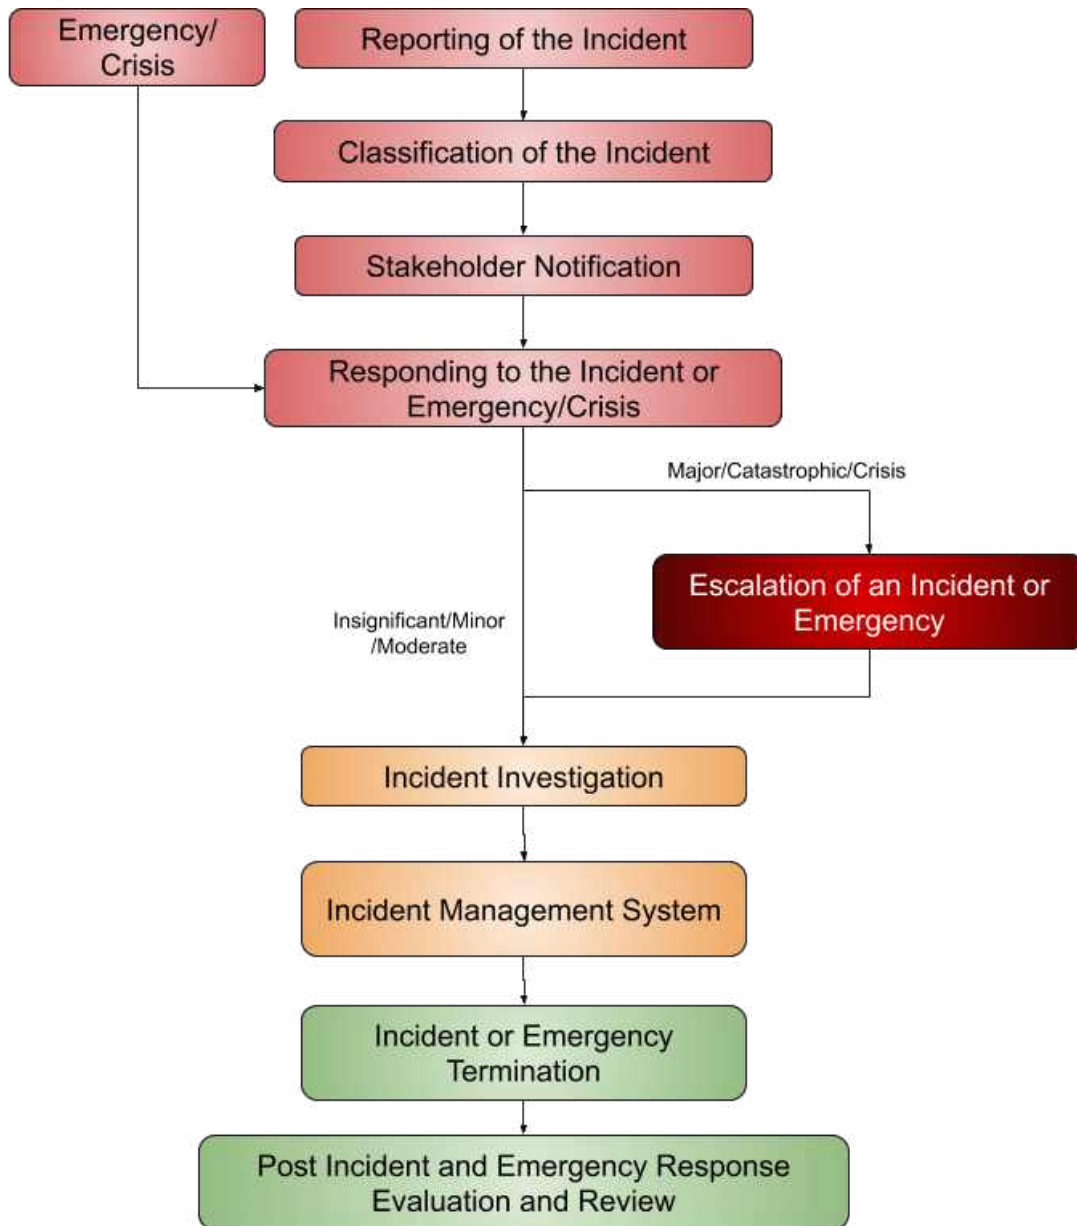 Emergency/
Crisis
Reporting of the Incident
Classification of the Incident
Stakeholder Notification
Responding to the Incident or
Emergency/Crisis
Major/Catastrophic/Crisis
Escalation of an Incident or
Emergency
Insignificant/Minor
/Moderate
Incident Investigation
Incident Management System
Incident or Emergency
Termination
Post Incident and Emergency Response
Evaluation and Review